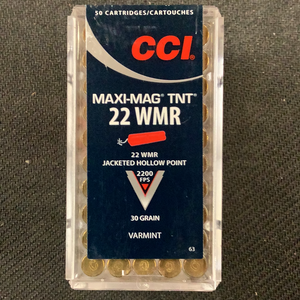 50 CARTRIDGES/CARTOUCHES
CCI
MAXI-MAG® TNT®
22 WMR
22 WMR
JACKETED HOLLOW POINT
2200
FPS
30 GRAIN
VARMINT
63